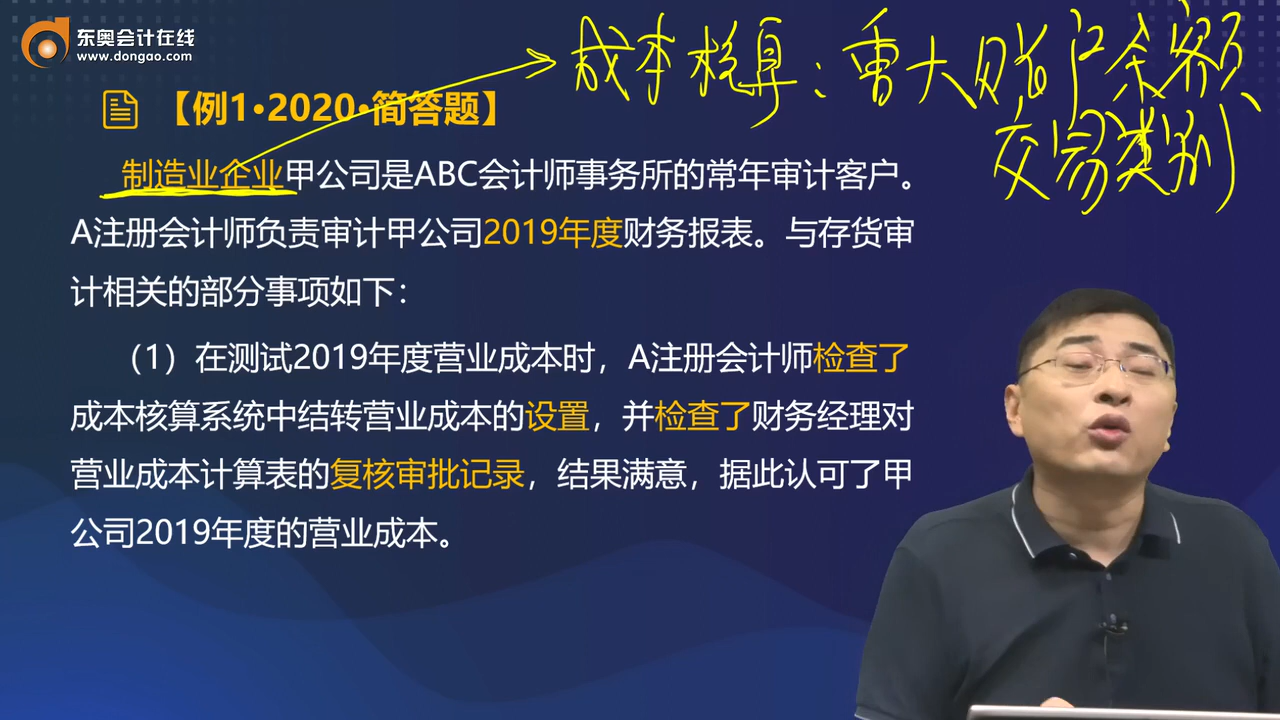 东奥会计在线
www.dongao.com
成本核算：重大账户余额、
交易类别
【例1•2020•简答题】
制造业企业甲公司是ABC会计师事务所的常年审计客户。
A注册会计师负责审计甲公司2019年度财务报表。与存货审
计相关的部分事项如下：
（1）在测试2019年度营业成本时，A注册会计师检查了
成本核算系统中结转营业成本的设置，并检查了财务经理对
营业成本计算表的复核审批记录，结果满意，据此认可了甲
公司2019年度的营业成本。